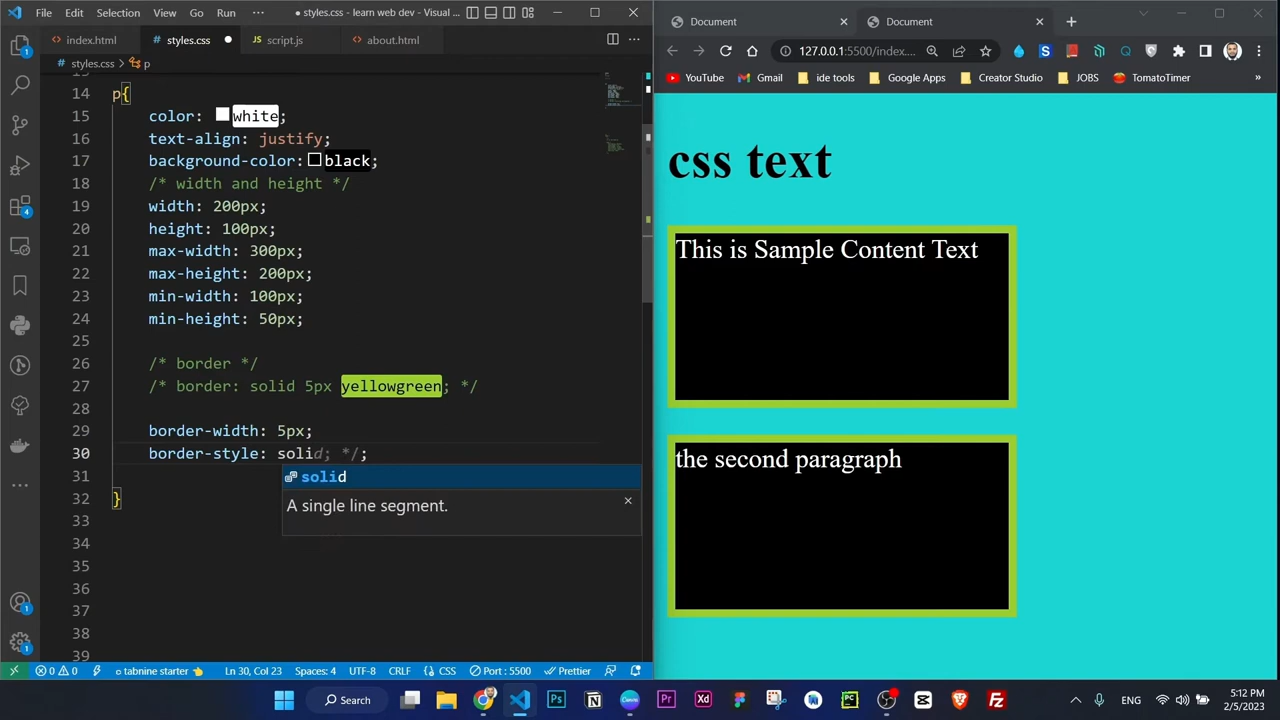 File Edit Selection View Go Run ··· ● styles.css - learn web dev - Visual ...
index.html # styles.css ● script.js about.html
# styles.css > p
14 p{
15 color: white;
16 text-align: justify;
17 background-color: black;
18 /* width and height */
19 width: 200px;
20 height: 100px;
21 max-width: 300px;
22 max-height: 200px;
23 min-width: 100px;
24 min-height: 50px;
25
26 /* border */
27 /* border: solid 5px yellowgreen; */
28
29 border-width: 5px;
30 border-style: solid; */;
31
solid
A single line segment.
32 }
33
34
35
36
37
38
39
1
4
1
1
0 0 tabnine starter Ln 30, Col 23 Spaces: 4 UTF-8 CRLF {} CSS Port : 5500 Prettier
Document Document
127.0.0.1:5500/index....
YouTube Gmail ide tools Google Apps Creator Studio JOBS TomatoTimer »
css text
This is Sample Content Text
the second paragraph
Search
ENG
5:12 PM
2/5/2023